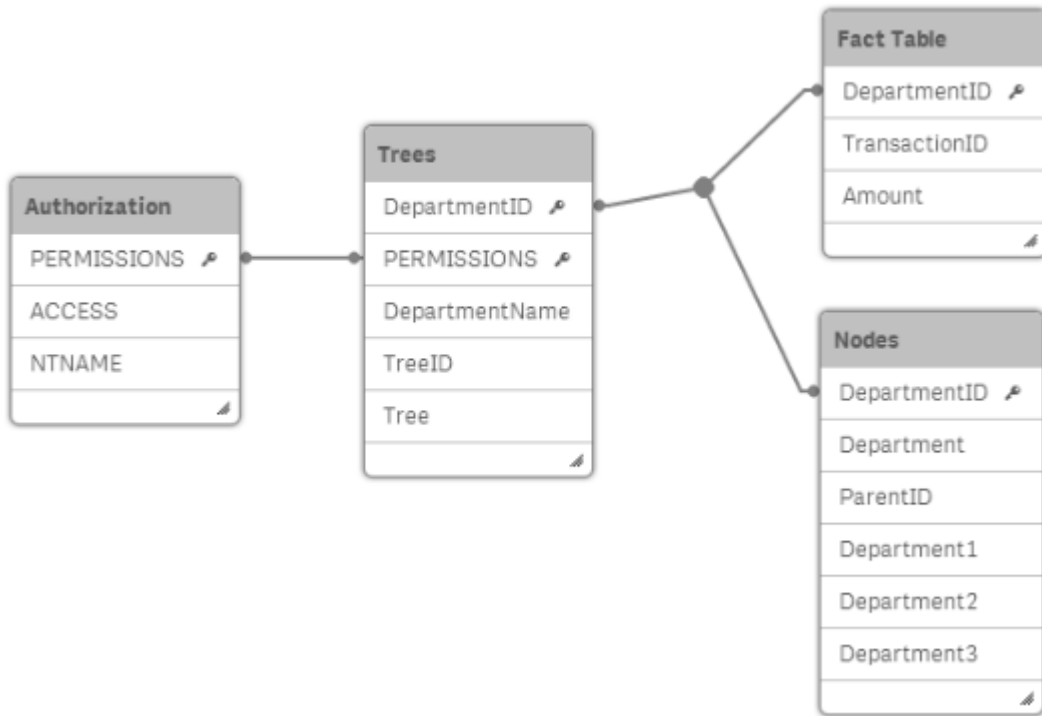 Authorization
PERMISSIONS
ACCESS
NTNAME
Trees
DepartmentID
PERMISSIONS
DepartmentName
TreeID
Tree
Fact Table
DepartmentID
TransactionID
Amount
Nodes
DepartmentID
Department
ParentID
Department1
Department2
Department3